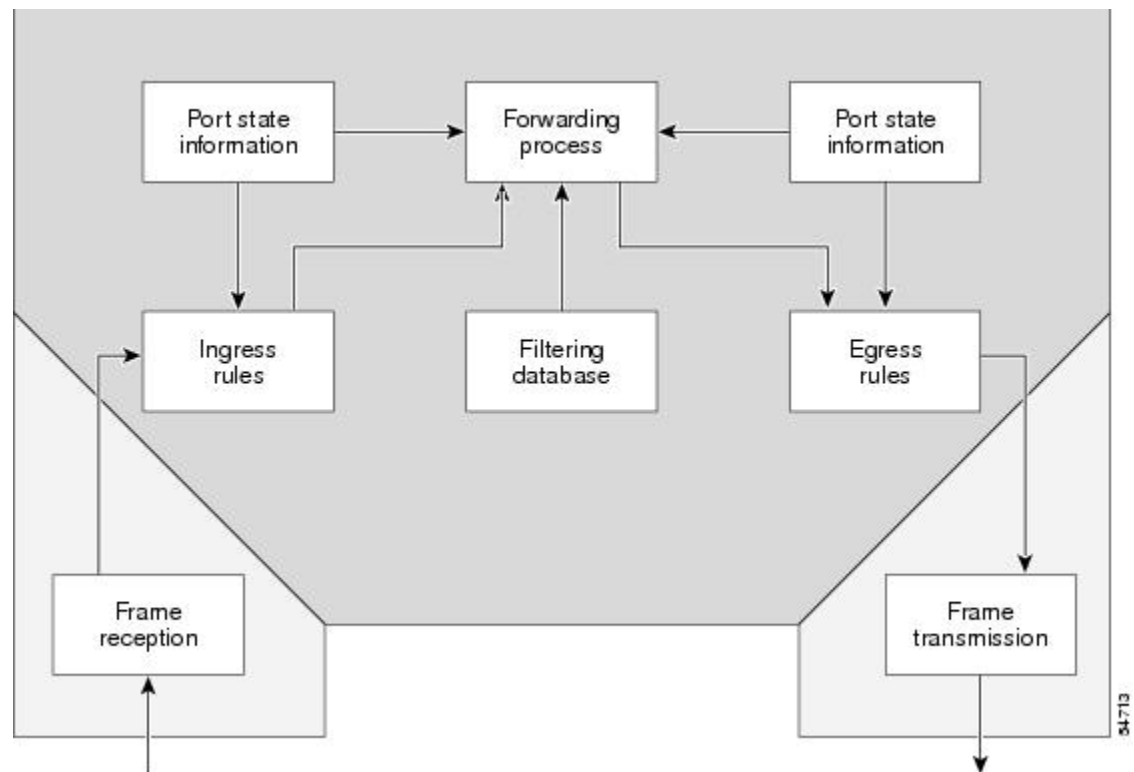 Port state
information
Forwarding
process
Port state
information
Ingress
rules
Filtering
database
Egress
rules
Frame
reception
Frame
transmission
54713